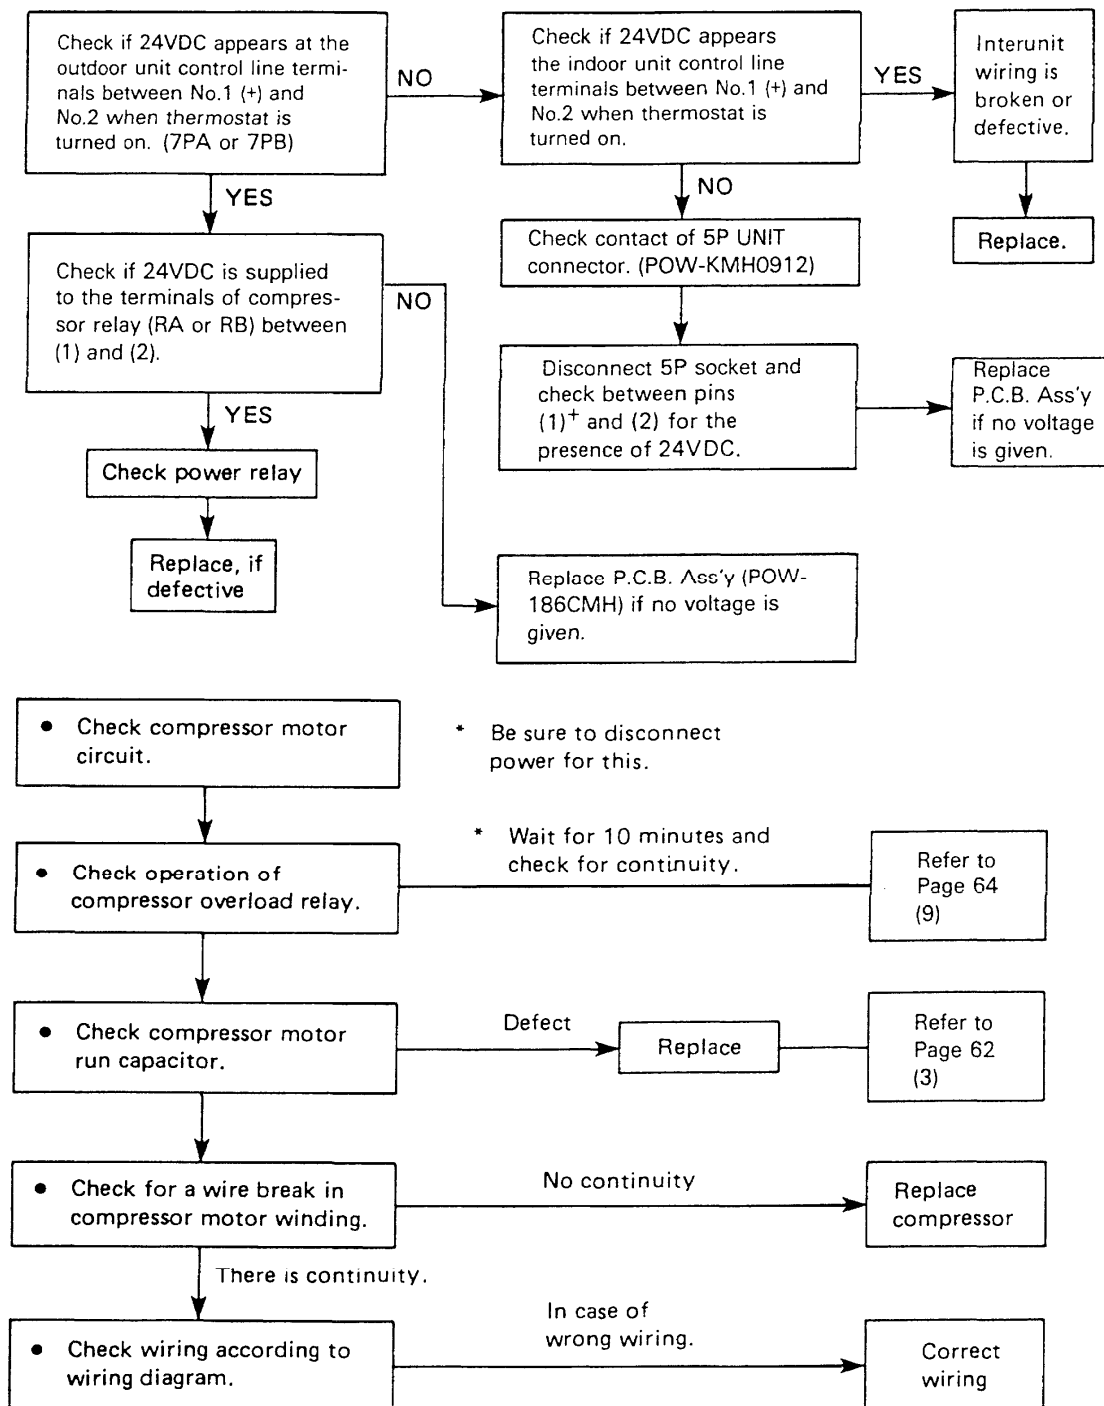 Check if 24VDC appears at the
outdoor unit control line termi-
nals between No.1 (+) and
No.2 when thermostat is
turned on. (7PA or 7PB)
NO
Check if 24VDC appears
the indoor unit control line
terminals between No.1 (+) and
No.2 when thermostat is
turned on.
YES
Interunit
wiring is
broken or
defective.
YES
NO
Replace.
Check if 24VDC is supplied
to the terminals of compres-
sor relay (RA or RB) between
(1) and (2).
NO
Check contact of 5P UNIT
connector. (POW-KMH0912)
Disconnect 5P socket and
check between pins
(1)+ and (2) for the
presence of 24VDC.
Replace
P.C.B. Ass'y
if no voltage
is given.
YES
Check power relay
Replace, if
defective
Replace P.C.B. Ass'y (POW-
186CMH) if no voltage is
given.
• Check compressor motor
circuit.
* Be sure to disconnect
power for this.
* Wait for 10 minutes and
check for continuity.
• Check operation of
compressor overload relay.
Refer to
Page 64
(9)
• Check compressor motor
run capacitor.
Defect
Replace
Refer to
Page 62
(3)
• Check for a wire break in
compressor motor winding.
No continuity
Replace
compressor
There is continuity.
• Check wiring according to
wiring diagram.
In case of
wrong wiring.
Correct
wiring